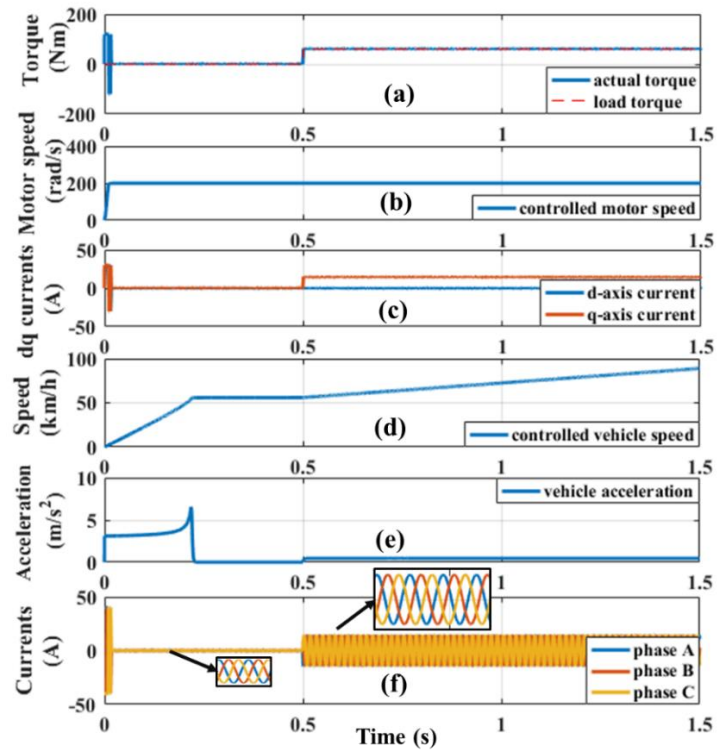 200
0
-200
Torque
(Nm)
(a)
actual torque
load torque
0 0.5 1 1.5
400
200
0
Motor speed
(rad/s)
(b)
controlled motor speed
0 0.5 1 1.5
50
0
-50
dq currents
(A)
(c)
d-axis current
q-axis current
0 0.5 1 1.5
100
50
0
Speed
(km/h)
(d)
controlled vehicle speed
0 0.5 1 1.5
10
5
0
Acceleration
(m/s²)
vehicle acceleration
(e)
0 0.5 1 1.5
50
0
-50
Currents
(A)
(f)
phase A
phase B
phase C
0 0.5 1 1.5
Time (s)